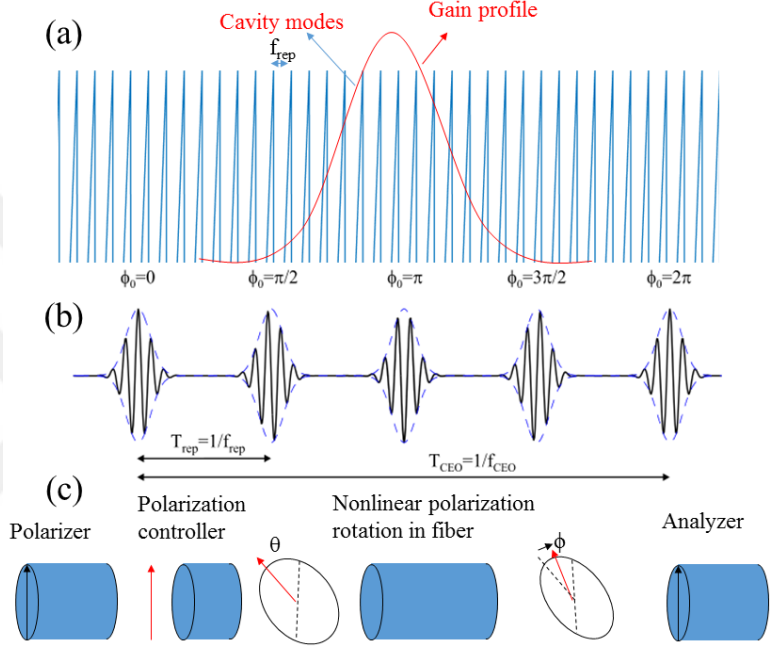 (a)
Cavity modes
Gain profile
f_rep
ϕ₀=0
ϕ₀=π/2
ϕ₀=π
ϕ₀=3π/2
ϕ₀=2π
(b)
T_rep=1/f_rep
T_CEO=1/f_CEO
(c)
Polarizer
Polarization
controller
Nonlinear polarization
rotation in fiber
Analyzer
θ
ϕ